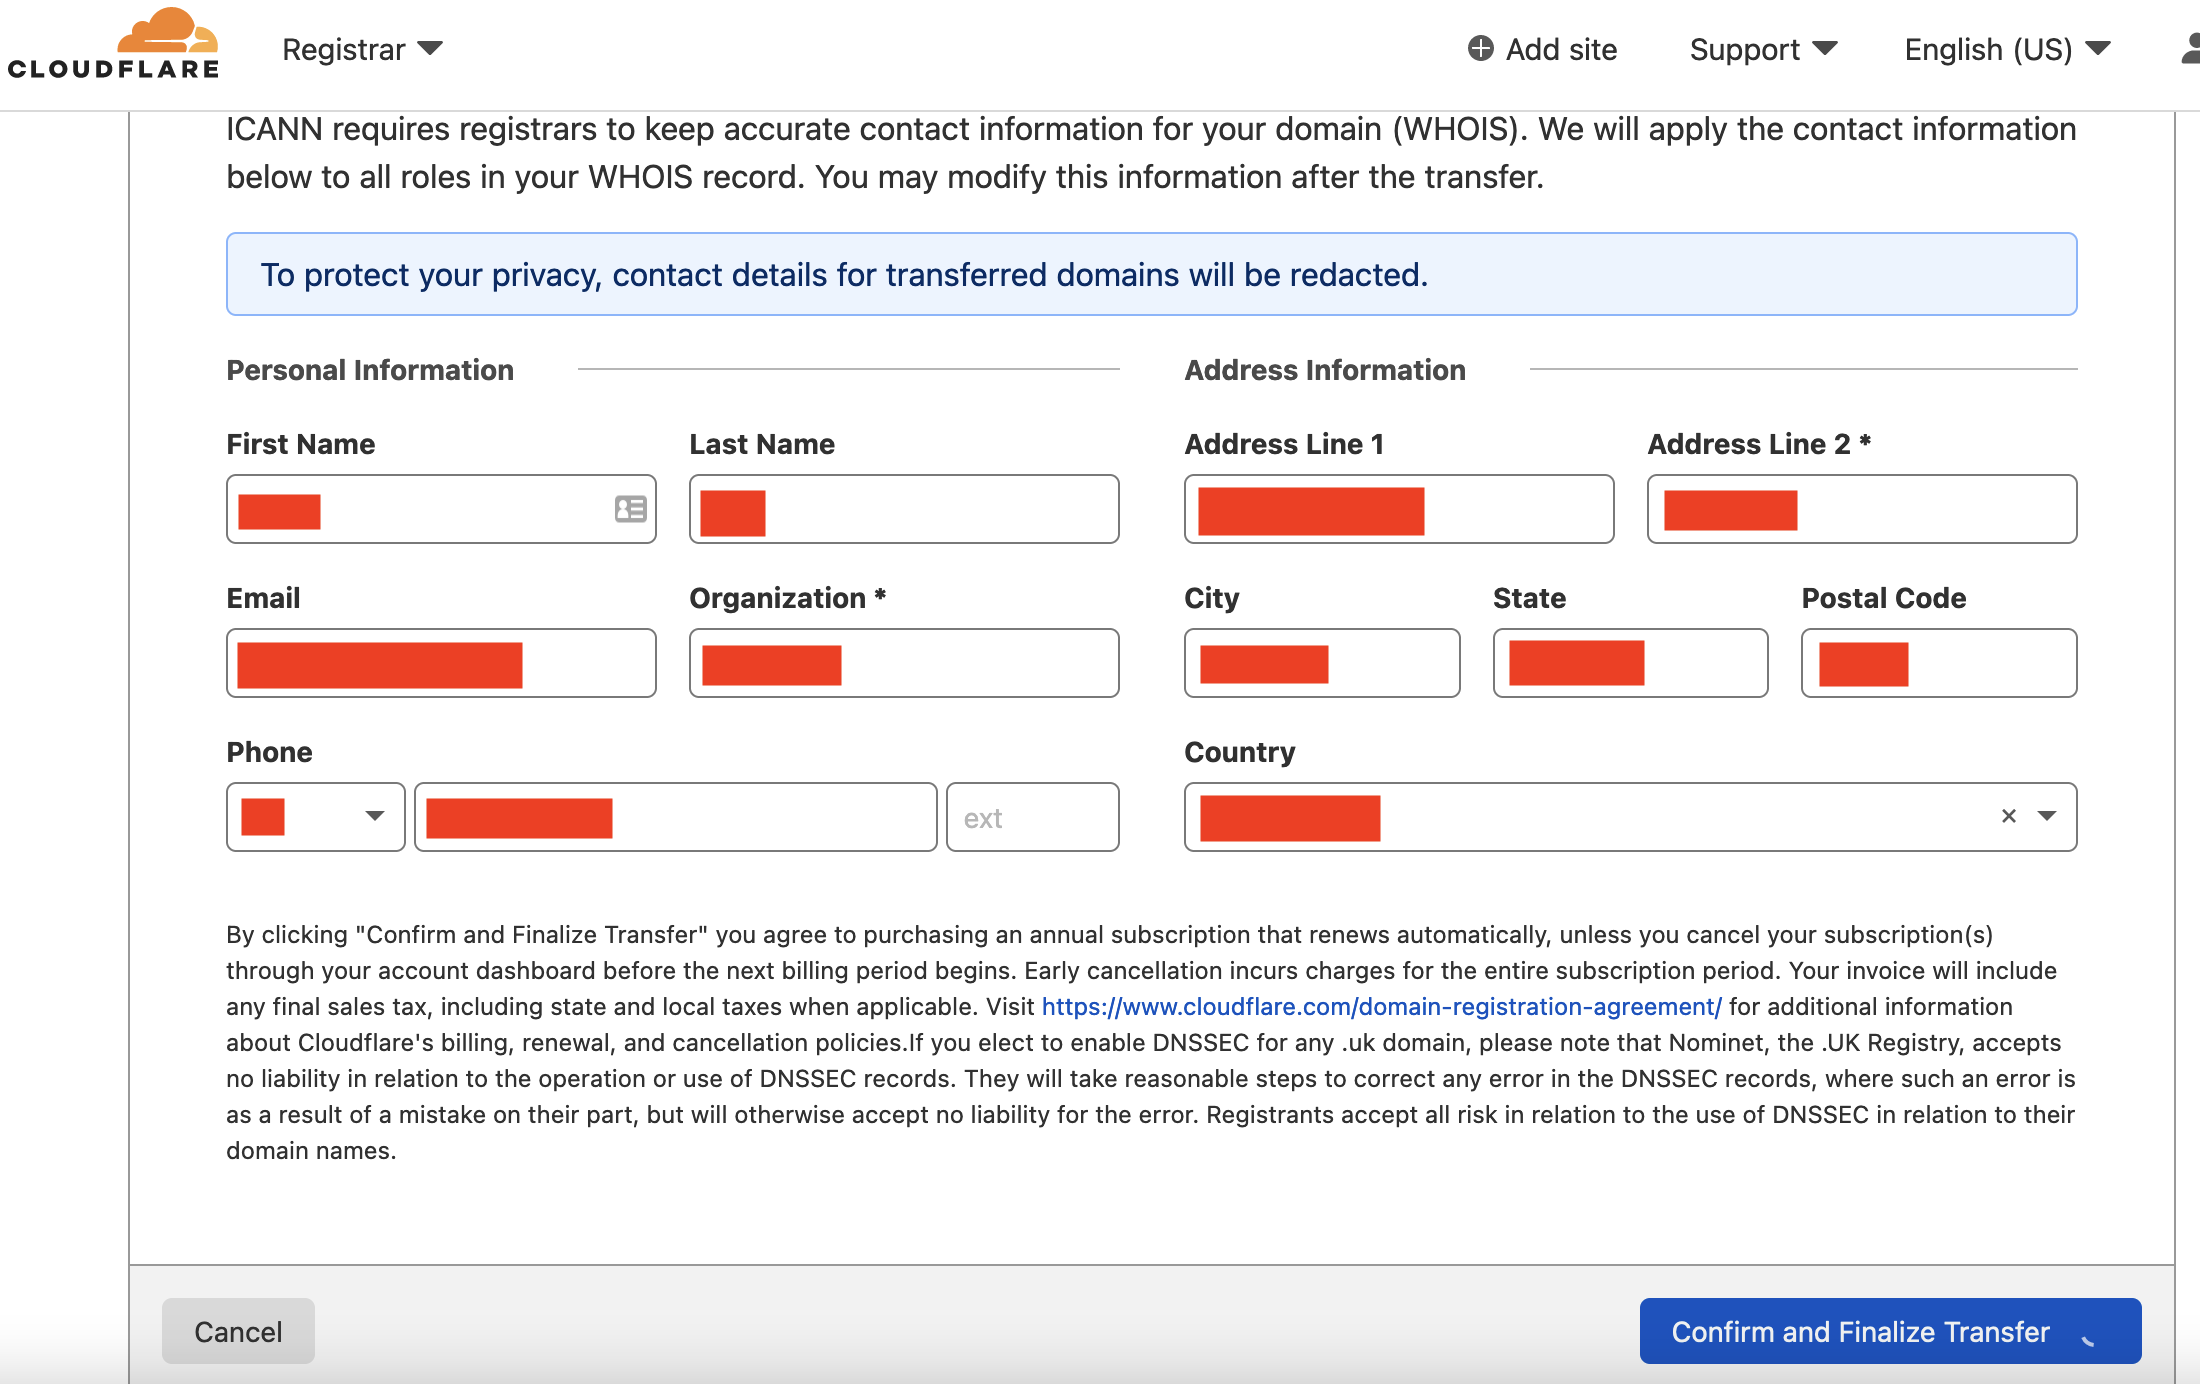 CLOUDFLARE
Registrar
Add site
Support
English (US)
ICANN requires registrars to keep accurate contact information for your domain (WHOIS). We will apply the contact information
below to all roles in your WHOIS record. You may modify this information after the transfer.
To protect your privacy, contact details for transferred domains will be redacted.
Personal Information
Address Information
First Name
Last Name
Address Line 1
Address Line 2 *
Email
Organization *
City
State
Postal Code
Phone
Country
ext
By clicking "Confirm and Finalize Transfer" you agree to purchasing an annual subscription that renews automatically, unless you cancel your subscription(s)
through your account dashboard before the next billing period begins. Early cancellation incurs charges for the entire subscription period. Your invoice will include
any final sales tax, including state and local taxes when applicable. Visit https://www.cloudflare.com/domain-registration-agreement/ for additional information
about Cloudflare's billing, renewal, and cancellation policies.If you elect to enable DNSSEC for any .uk domain, please note that Nominet, the .UK Registry, accepts
no liability in relation to the operation or use of DNSSEC records. They will take reasonable steps to correct any error in the DNSSEC records, where such an error is
as a result of a mistake on their part, but will otherwise accept no liability for the error. Registrants accept all risk in relation to the use of DNSSEC in relation to their
domain names.
Cancel
Confirm and Finalize Transfer